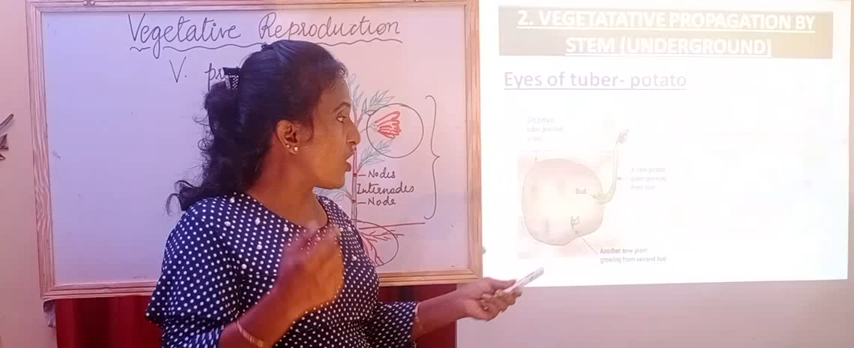 Vegetative Reproduction
V. pr
Nodes
Internodes
Node
2. VEGETATATIVE PROPAGATION BY
STEM (UNDERGROUND)
Eyes of tuber- potato
Bud
Another new plant
growing from second bud